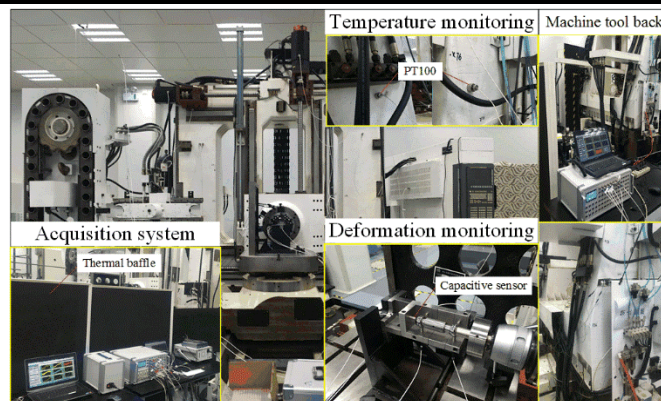 Temperature monitoring
Machine tool back
PT100
Acquisition system
Thermal baffle
Deformation monitoring
Capacitive sensor